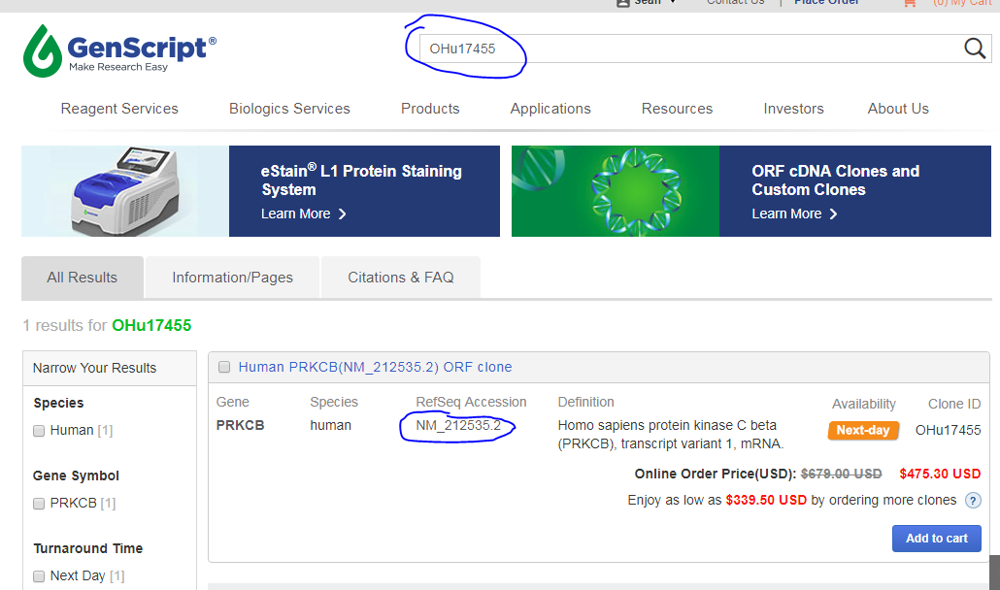 Sean Contact Us | Place Order (0) My Cart
GenScript®
Make Research Easy
OHu17455
Reagent Services Biologics Services Products Applications Resources Investors About Us
eStain® L1 Protein Staining
System
Learn More
ORF cDNA Clones and
Custom Clones
Learn More
All Results Information/Pages Citations & FAQ
1 results for OHu17455
Narrow Your Results
Species
Human [1]
Gene Symbol
PRKCB [1]
Turnaround Time
Next Day [1]
Human PRKCB(NM_212535.2) ORF clone
Gene Species RefSeq Accession Definition Availability Clone ID
PRKCB human NM_212535.2 Homo sapiens protein kinase C beta Next-day OHu17455
(PRKCB), transcript variant 1, mRNA.
Online Order Price(USD): $679.00 USD $475.30 USD
Enjoy as low as $339.50 USD by ordering more clones ?
Add to cart